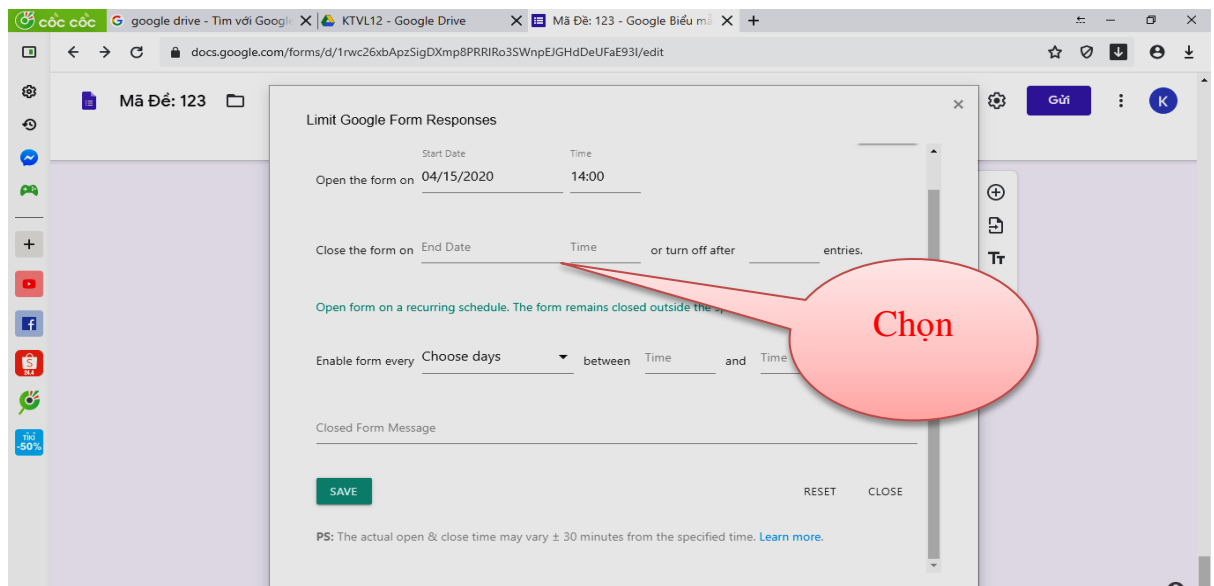 cốc cốc google drive - Tìm với Googl KTVL12 - Google Drive Mã Đề: 123 - Google Biểu mẫ
docs.google.com/forms/d/1rwc26xbApzSigDXmp8PRRIRo3SWnpEJGHdDeUFaE93I/edit
Mã Đề: 123
Gửi
K
Limit Google Form Responses
Start Date Time
Open the form on 04/15/2020 14:00
Close the form on End Date Time or turn off after entries.
Tт
Open form on a recurring schedule. The form remains closed outside the
Chọn
Enable form every Choose days between Time and Time
Closed Form Message
SAVE RESET CLOSE
PS: The actual open & close time may vary ± 30 minutes from the specified time. Learn more.
24.4
TIKI
-50%